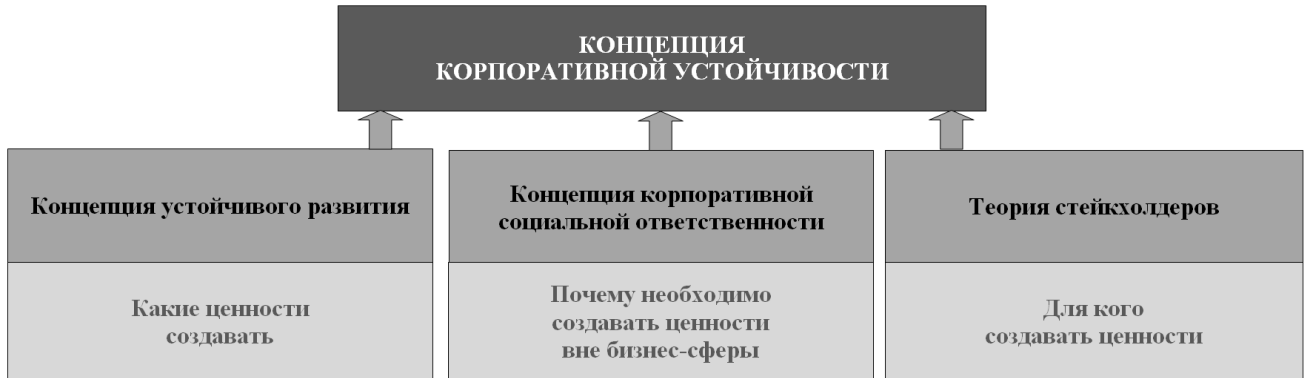 КОНЦЕПЦИЯ
КОРПОРАТИВНОЙ УСТОЙЧИВОСТИ
Концепция устойчивого развития
Концепция корпоративной
социальной ответственности
Теория стейкхолдеров
Какие ценности
создавать
Почему необходимо
создавать ценности
вне бизнес-сферы
Для кого
создавать ценности